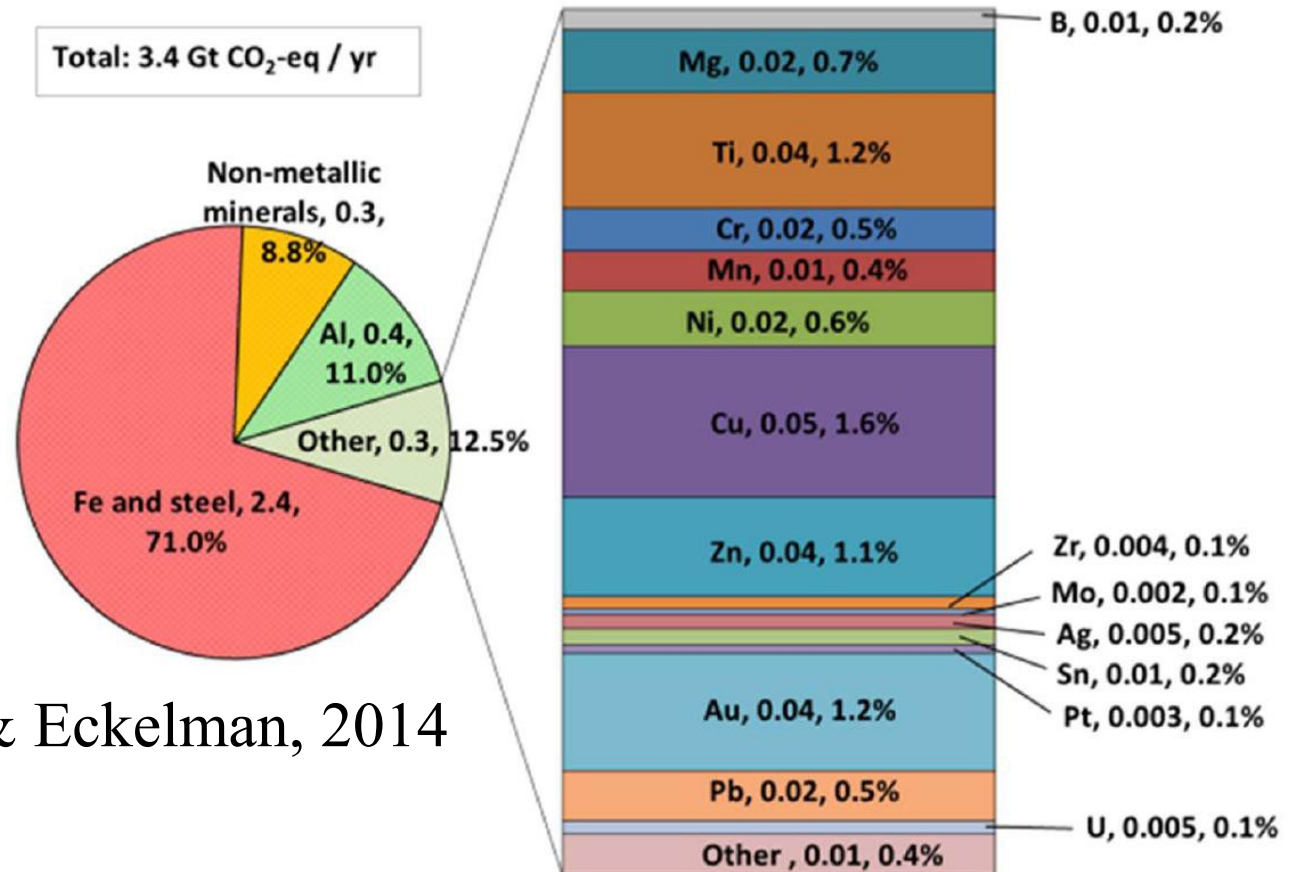 Total: 3.4 Gt CO₂-eq / yr
Non-metallic
minerals, 0.3,
8.8%
Al, 0.4,
11.0%
Other, 0.3, 12.5%
Fe and steel, 2.4,
71.0%
& Eckelman, 2014
B, 0.01, 0.2%
Mg, 0.02, 0.7%
Ti, 0.04, 1.2%
Cr, 0.02, 0.5%
Mn, 0.01, 0.4%
Ni, 0.02, 0.6%
Cu, 0.05, 1.6%
Zn, 0.04, 1.1%
Zr, 0.004, 0.1%
Mo, 0.002, 0.1%
Ag, 0.005, 0.2%
Sn, 0.01, 0.2%
Pt, 0.003, 0.1%
Au, 0.04, 1.2%
Pb, 0.02, 0.5%
U, 0.005, 0.1%
Other , 0.01, 0.4%